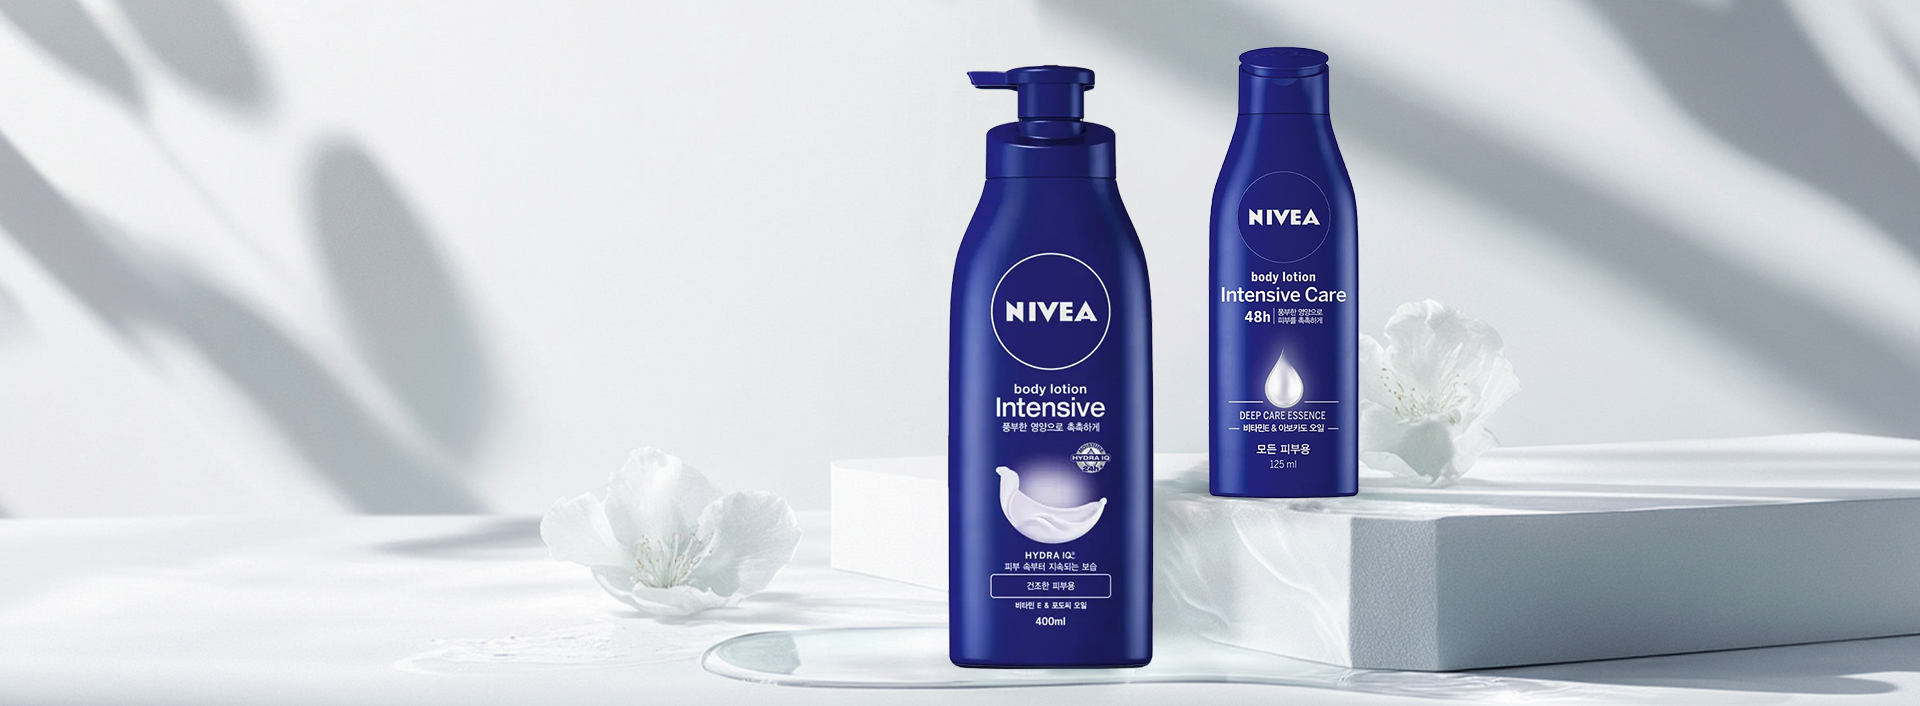 NIVEA
body lotion
Intensive
풍부한 영양으로 촉촉하게
HYDRA IQ
24h
HYDRA IQ
피부 속부터 지속되는 보습
건조한 피부용
비타민 E & 포도씨 오일
400ml
NIVEA
body lotion
Intensive Care
48h
풍부한 영양으로
피부를 촉촉하게
DEEP CARE ESSENCE
비타민E & 아보카도 오일
모든 피부용
125 ml